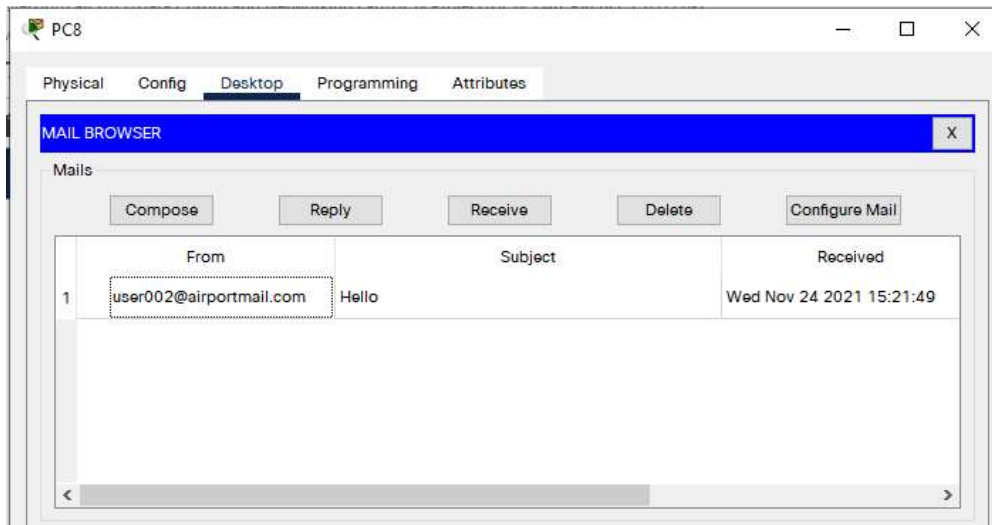 PC8
Physical Config Desktop Programming Attributes
MAIL BROWSER X
Mails
Compose Reply Receive Delete Configure Mail
From Subject Received
1 user002@airportmail.com Hello Wed Nov 24 2021 15:21:49